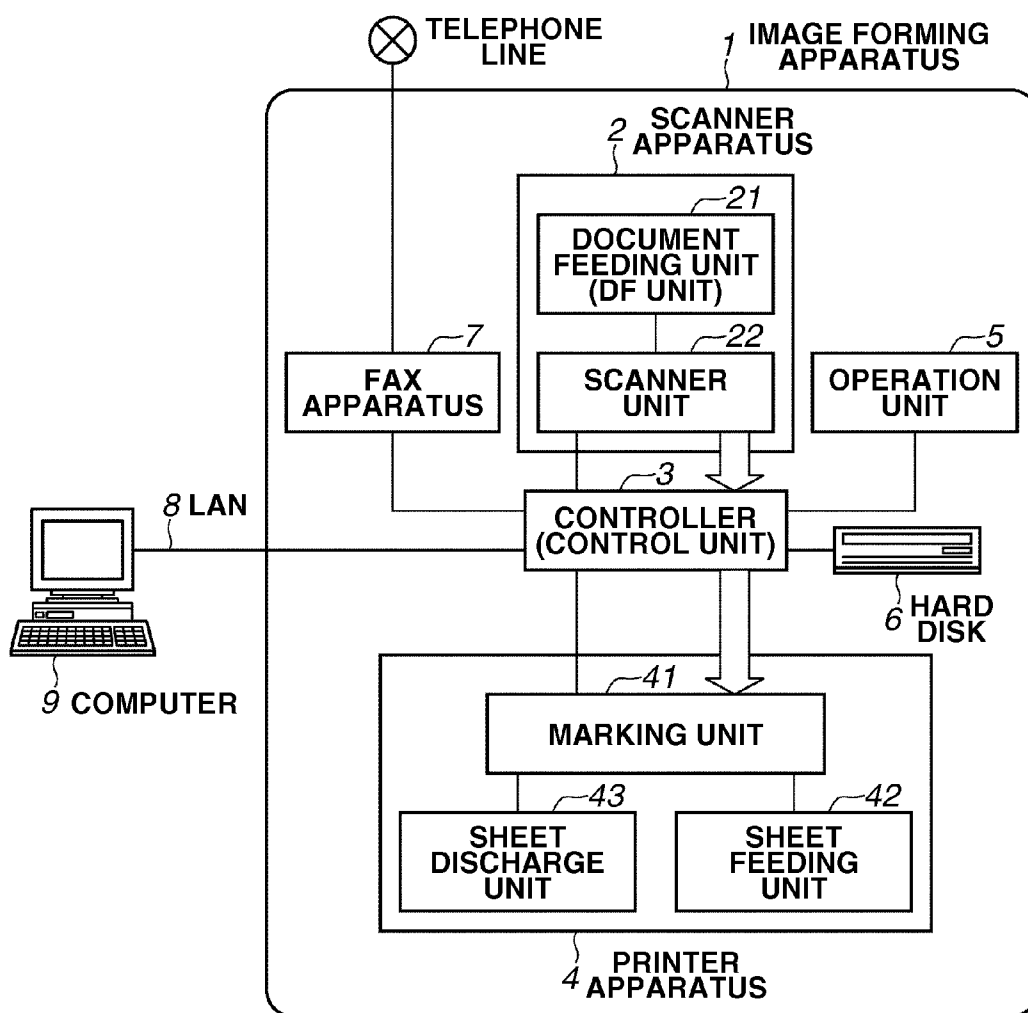 TELEPHONE
LINE
1 IMAGE FORMING
APPARATUS
2 SCANNER
APPARATUS
21
DOCUMENT
FEEDING UNIT
(DF UNIT)
7
FAX
APPARATUS
22
SCANNER
UNIT
5
OPERATION
UNIT
8 LAN
3
CONTROLLER
(CONTROL UNIT)
6 HARD
DISK
9 COMPUTER
41
MARKING UNIT
43
SHEET
DISCHARGE
UNIT
42
SHEET
FEEDING
UNIT
4 PRINTER
APPARATUS